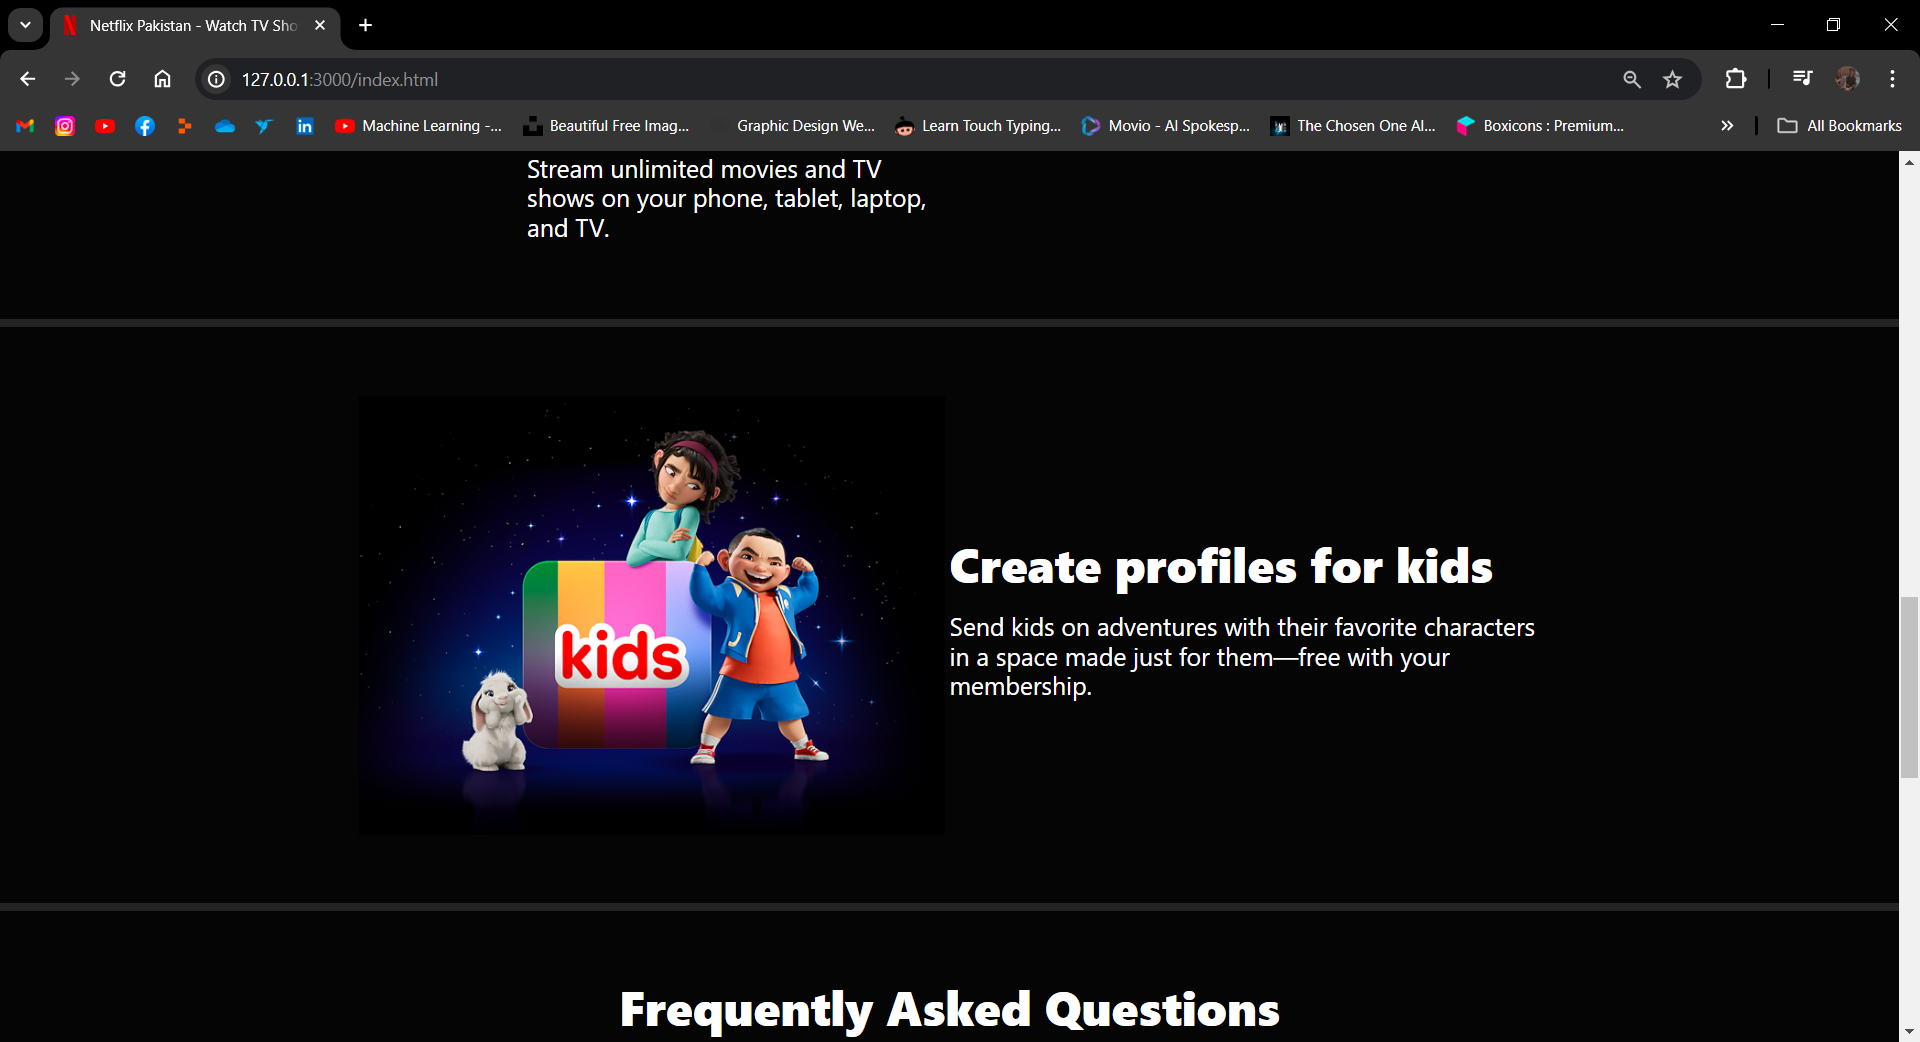 Netflix Pakistan - Watch TV Sho
127.0.0.1:3000/index.html
Machine Learning -... Beautiful Free Imag... Graphic Design We... Learn Touch Typing... Movio - AI Spokesp... The Chosen One Al... Boxicons : Premium... All Bookmarks
Stream unlimited movies and TV
shows on your phone, tablet, laptop,
and TV.
kids
Create profiles for kids
Send kids on adventures with their favorite characters
in a space made just for them—free with your
membership.
Frequently Asked Questions